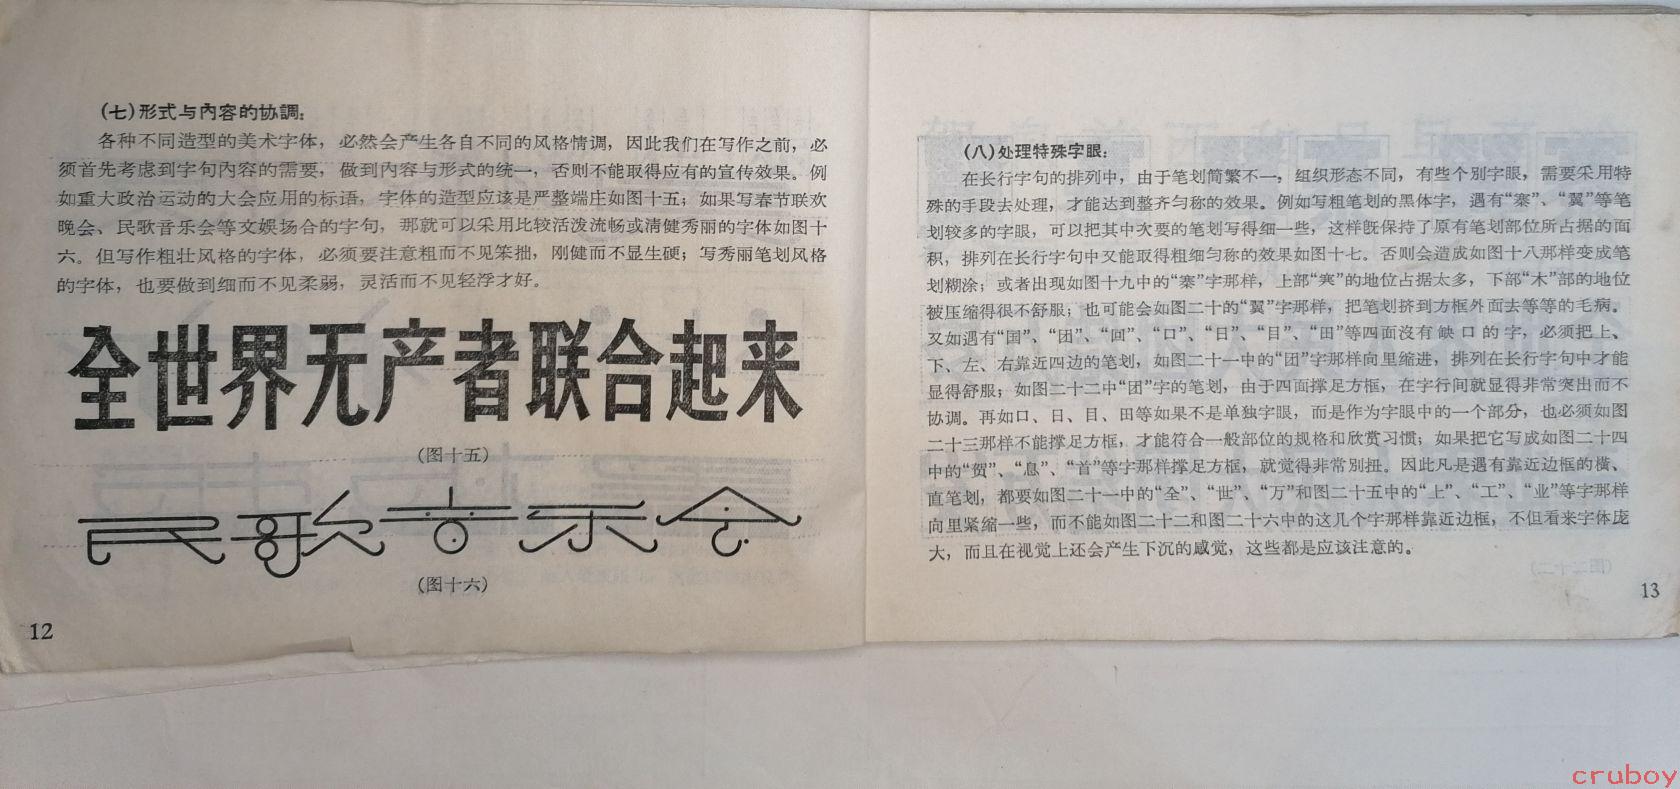 (七)形式与內容的协調：
各种不同造型的美术字体，必然会产生各自不同的风格情调，因此我们在写作之前，必
须首先考虑到字句内容的需要，做到内容与形式的统一，否则不能取得应有的宣传效果。例
如重大政治运动的大会应用的标语，字体的造型应该是严整端庄如图十五；如果写春节联欢
晚会、民歌音乐会等文娱场合的字句，那就可以采用比较活泼流畅或清健秀丽的字体如图十
六。但写作粗壮风格的字体，必须要注意粗而不见笨拙，刚健而不显生硬；写秀丽笔划风格
的字体，也要做到细而不见柔弱，灵活而不见轻浮才好。
全世界无产者联合起来
(图十五)
民歌音乐会
(图十六)
12
(八)处理特殊字眼：
在长行字句的排列中，由于笔划简繁不一，组织形态不同，有些个别字眼，需要采用特
殊的手段去处理，才能达到整齐匀称的效果。例如写粗笔划的黑体字，遇有“寨”、“翼”等笔
划较多的字眼，可以把其中次要的笔划写得细一些，这样既保持了原有笔划部位所占据的面
积，排列在长行字句中又能取得粗细匀称的效果如图十七。否则会造成如图十八那样变成笔
划糊涂；或者出现如图十九中的“寨”字那样，上部“寒”的地位占据太多，下部“木”部的地位
被压缩得很不舒服；也可能会如图二十的“翼”字那样，把笔划挤到方框外面去等等的毛病。
又如遇有“国”、“团”、“回”、“口”、“日”、“目”、“田”等四面沒有缺口的字，必须把上、
下、左、右靠近四边的笔划，如图二十一中的“团”字那样向里缩进，排列在长行字句中才能
显得舒服；如图二十二中“团”字的笔划，由于四面撑足方框，在字行间就显得非常突出而不
协调。再如口、日、目、田等如果不是单独字眼，而是作为字眼中的一个部分，也必须如图
二十三那样不能撑足方框，才能符合一般部位的规格和欣赏习惯；如果把它写成如图二十四
中的“贺”、“息”、“首”等字那样撑足方框，就觉得非常别扭。因此凡是遇有靠近边框的横、
直笔划，都要如图二十一中的“全”、“世”、“万”和图二十五中的“上”、“工”、“业”等字那样
向里紧缩一些，而不能如图二十二和图二十六中的这几个字那样靠近边框，不但看来字体庞
大，而且在视觉上还会产生下沉的感觉，这些都是应该注意的。
13
cruboy